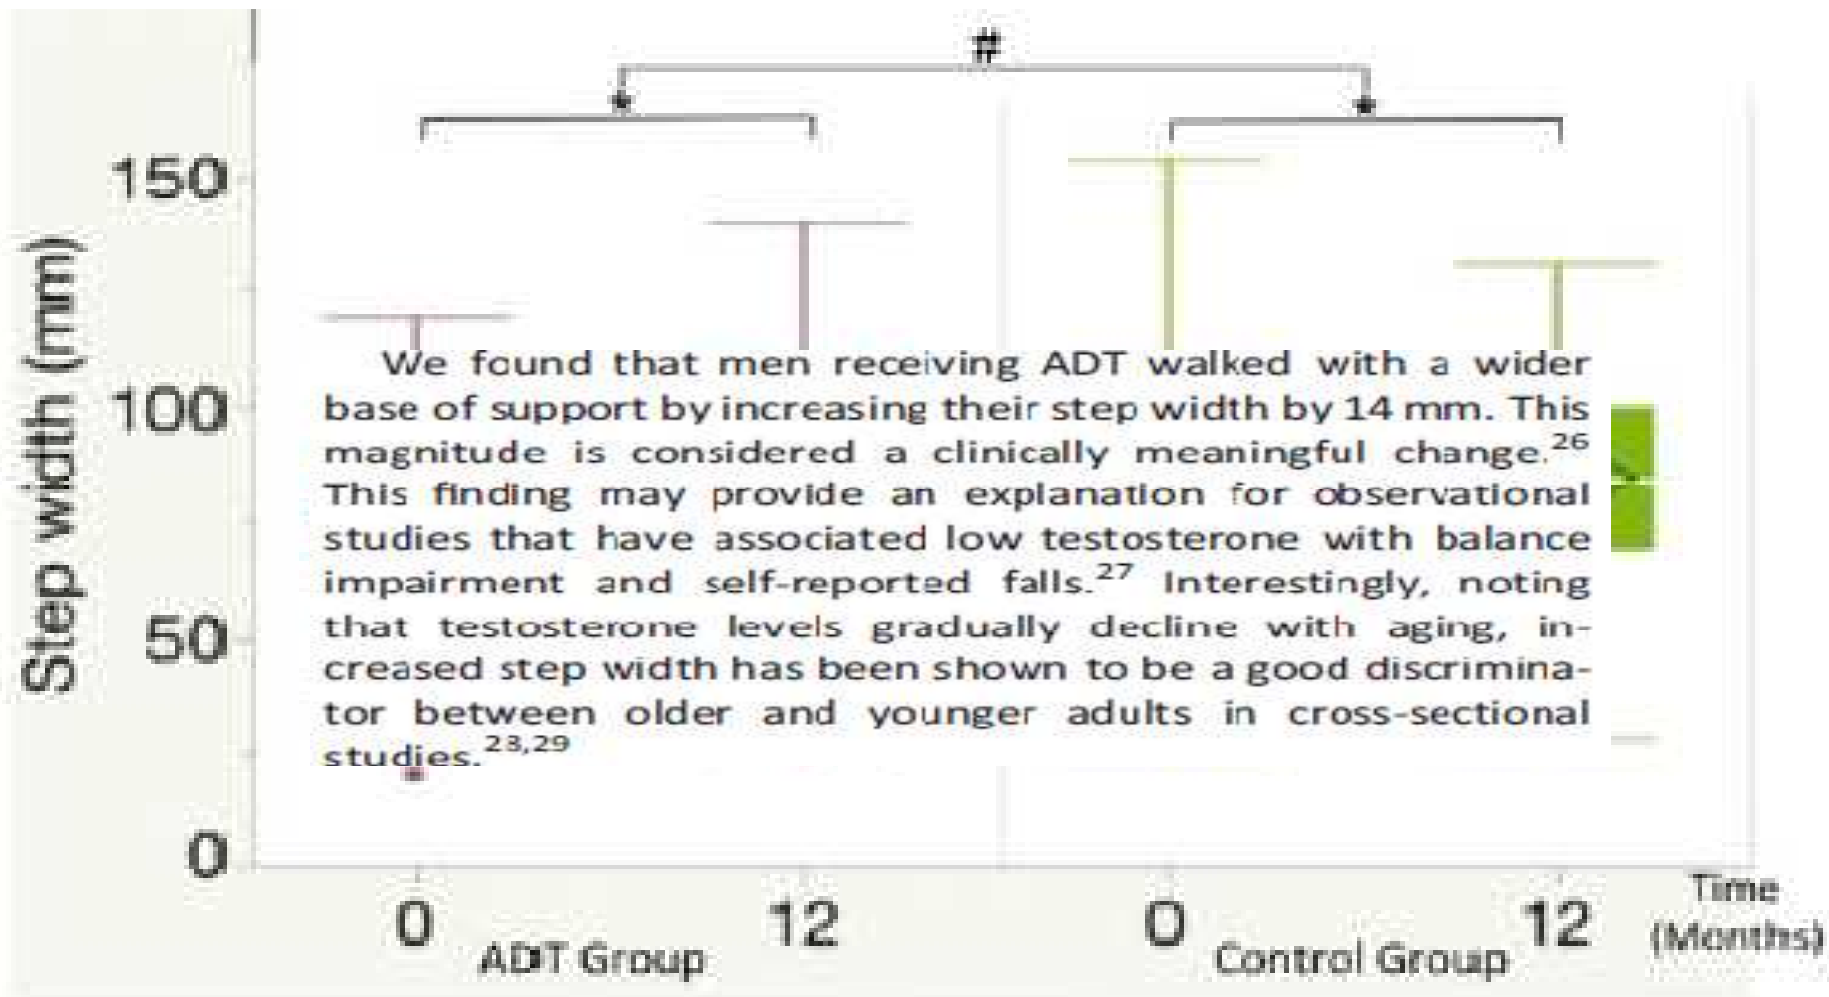 #
* *
150
100
50
0
Step width (mm)
We found that men receiving ADT walked with a wider
base of support by increasing their step width by 14 mm. This
magnitude is considered a clinically meaningful change.26
This finding may provide an explanation for observational
studies that have associated low testosterone with balance
impairment and self-reported falls.27 Interestingly, noting
that testosterone levels gradually decline with aging, in-
creased step width has been shown to be a good discrimina-
tor between older and younger adults in cross-sectional
studies.23,29
0 12 0 12
ADT Group Control Group
Time
(Months)